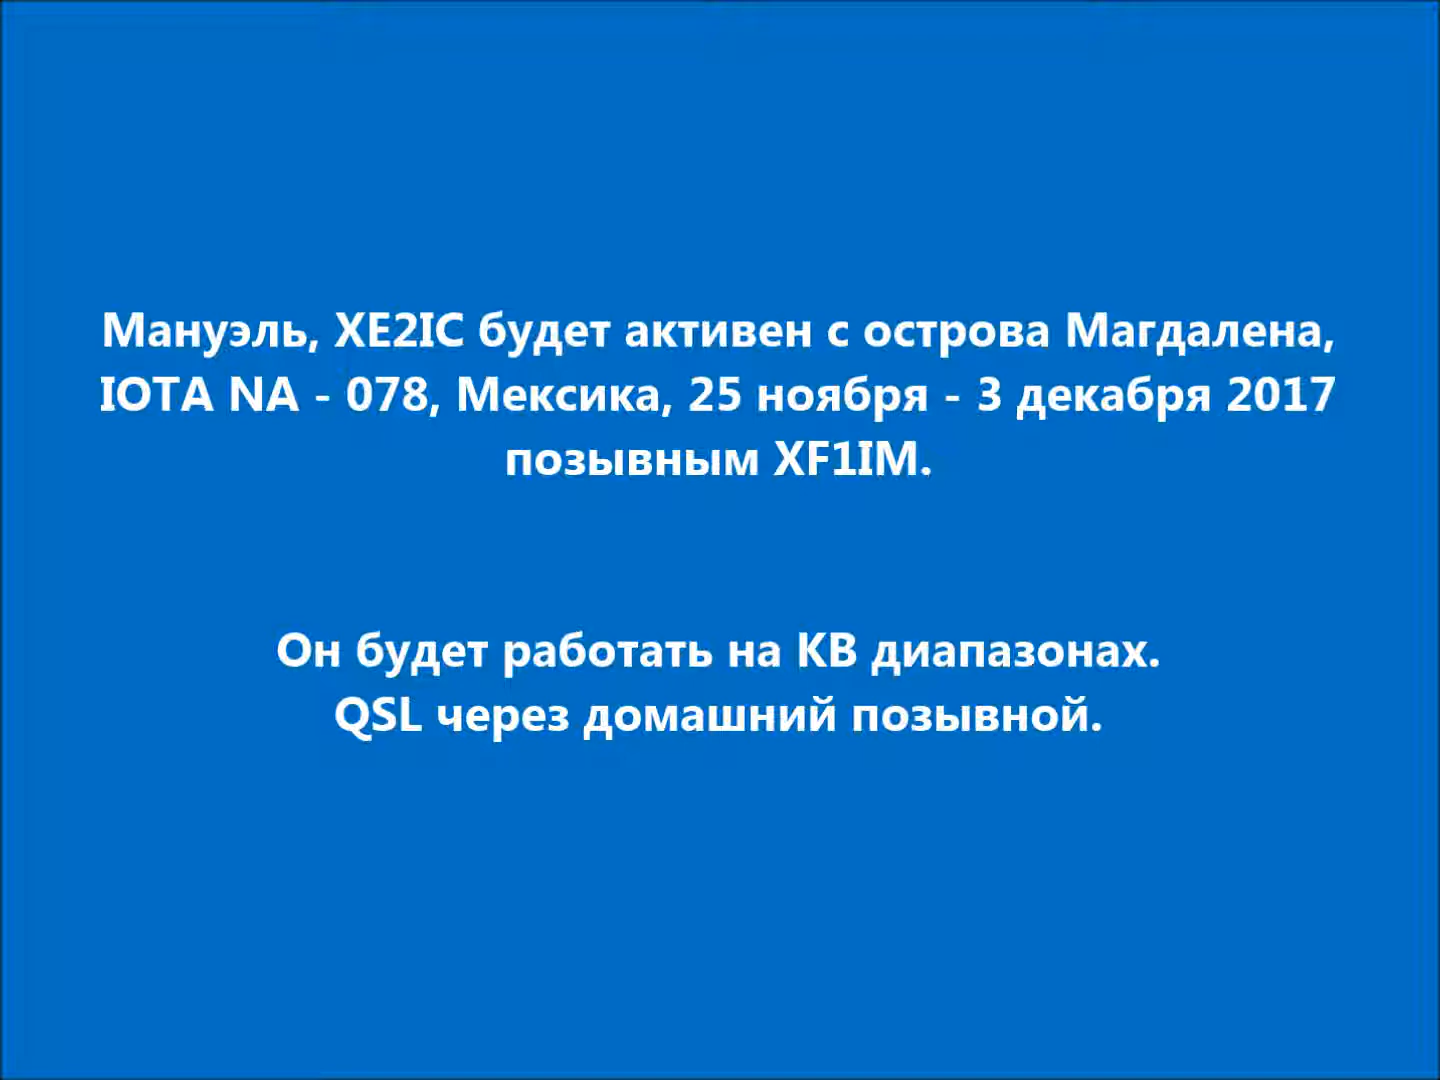 Мануэль, XE2IC будет активен с острова Магдалена,
IOTA NA - 078, Мексика, 25 ноября - 3 декабря 2017
позывным XF1IM.
Он будет работать на КВ диапазонах.
QSL через домашний позывной.